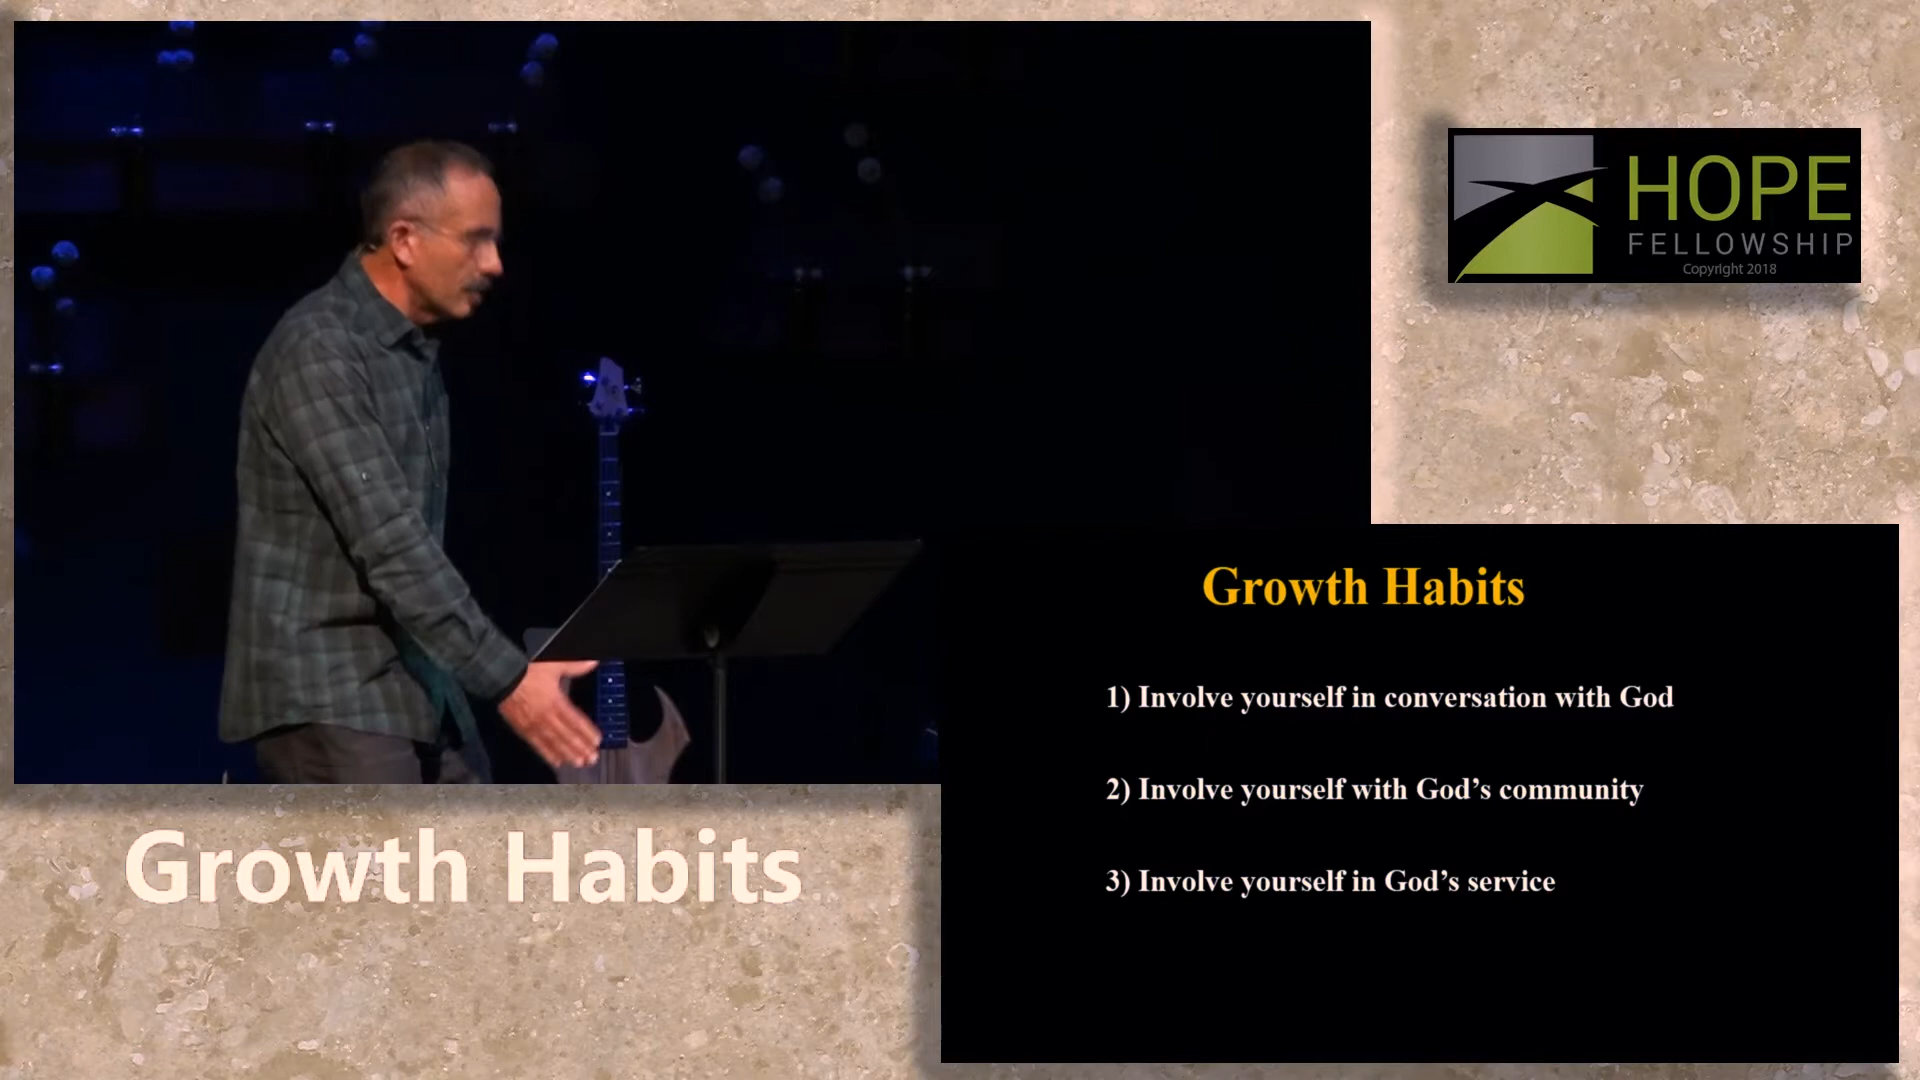 HOPE
FELLOWSHIP
Copyright 2018
Growth Habits
1) Involve yourself in conversation with God
2) Involve yourself with God’s community
3) Involve yourself in God’s service
Growth Habits